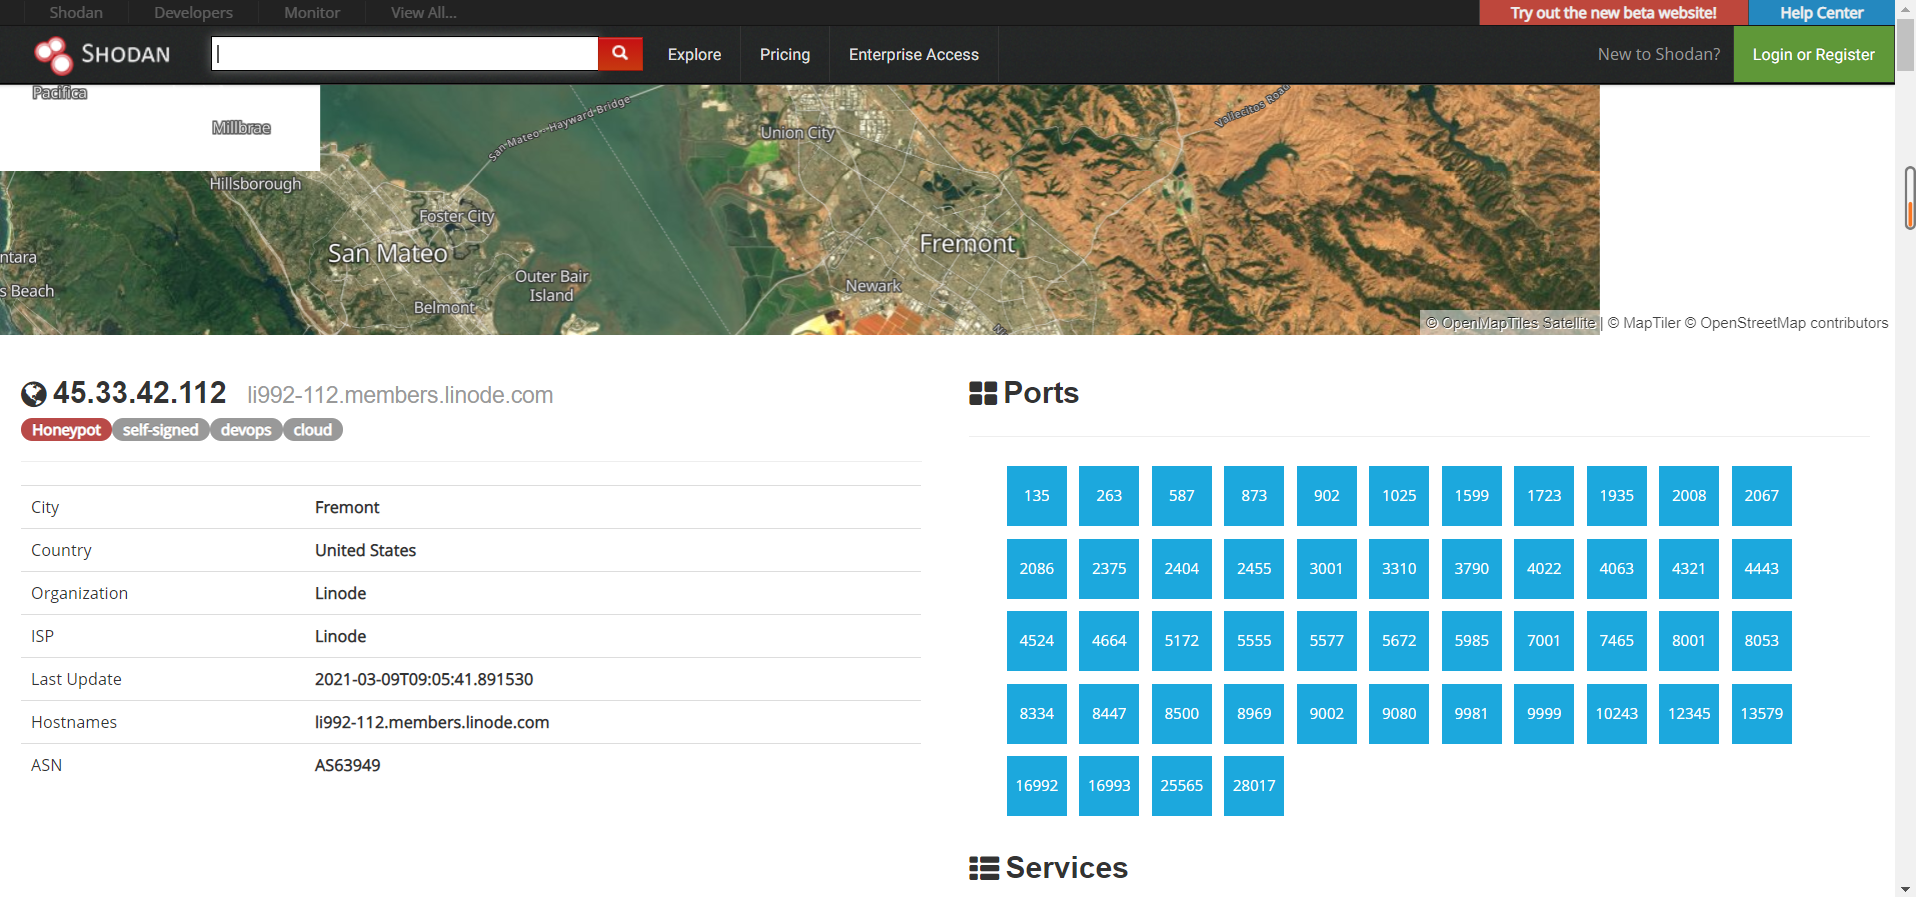 Shodan Developers Monitor View All...
Try out the new beta website! Help Center
SHODAN Explore Pricing Enterprise Access New to Shodan? Login or Register
Pacifica
Millbrae
San Mateo - Hayward Bridge
Union City
Vallecitos Road
Hillsborough
Foster City
San Mateo
Fremont
ntara
Outer Bair
Island
s Beach
Newark
Belmont
Ni
© OpenMapTiles Satellite | © MapTiler © OpenStreetMap contributors
45.33.42.112 li992-112.members.linode.com
Honeypot self-signed devops cloud
City Fremont
Country United States
Organization Linode
ISP Linode
Last Update 2021-03-09T09:05:41.891530
Hostnames li992-112.members.linode.com
ASN AS63949
Ports
135 263 587 873 902 1025 1599 1723 1935 2008 2067
2086 2375 2404 2455 3001 3310 3790 4022 4063 4321 4443
4524 4664 5172 5555 5577 5672 5985 7001 7465 8001 8053
8334 8447 8500 8969 9002 9080 9981 9999 10243 12345 13579
16992 16993 25565 28017
Services